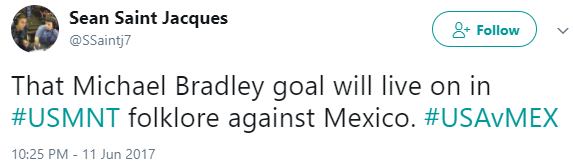 Sean Saint Jacques
@SSaintj7
Follow
That Michael Bradley goal will live on in
#USMNT folklore against Mexico. #USAvMEX
10:25 PM - 11 Jun 2017